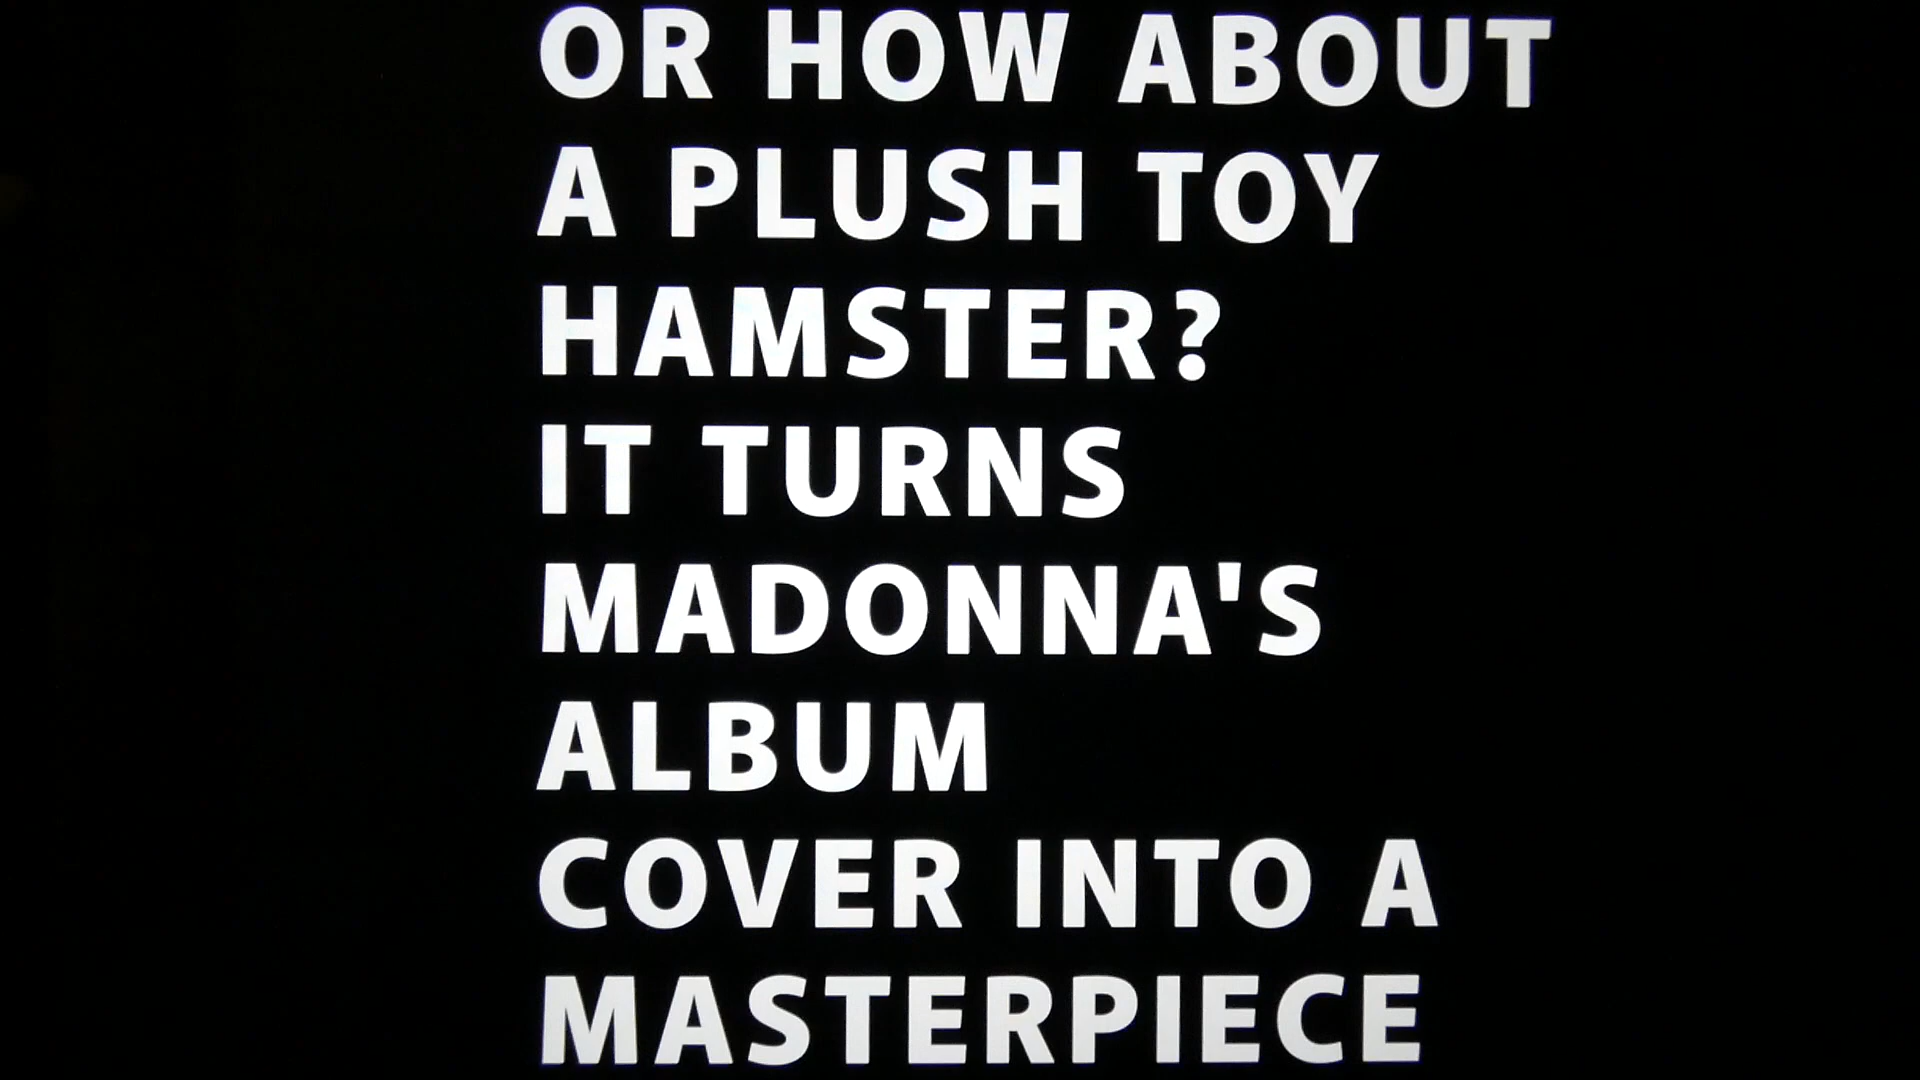 OR HOW ABOUT
A PLUSH TOY
HAMSTER?
IT TURNS
MADONNA'S
ALBUM
COVER INTO A
MASTERPIECE